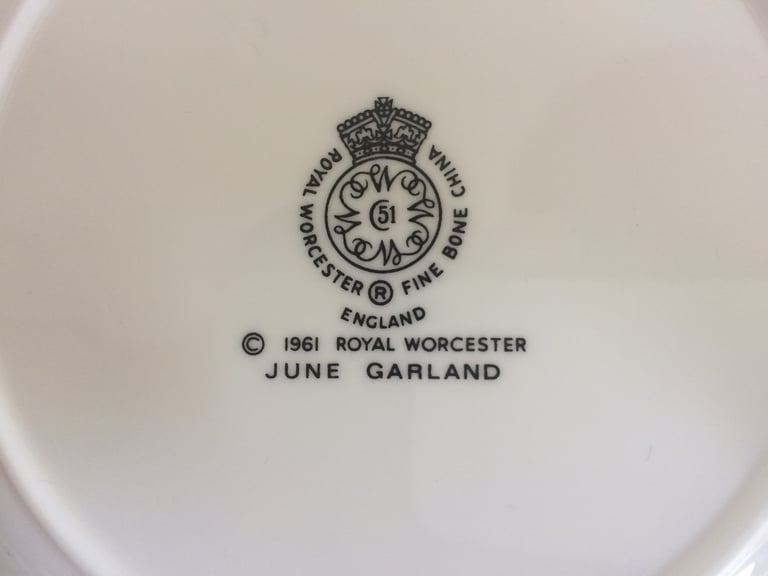 ROYAL WORCESTER ® FINE BONE CHINA
C 51
ENGLAND
© 1961 ROYAL WORCESTER
JUNE GARLAND